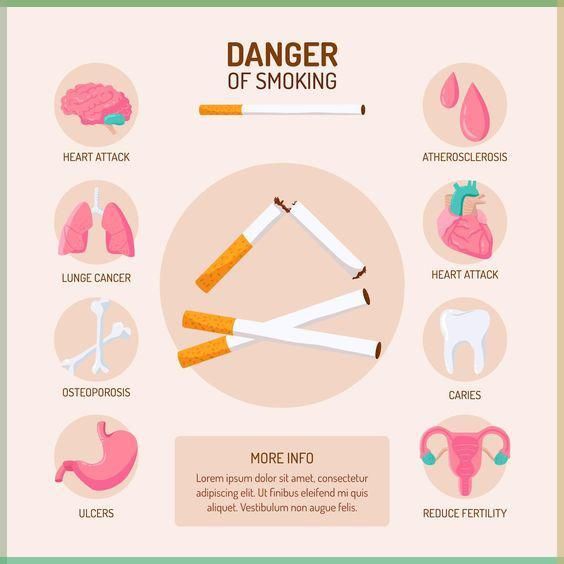 DANGER
OF SMOKING
HEART ATTACK
ATHEROSCLEROSIS
LUNGE CANCER
HEART ATTACK
OSTEOPOROSIS
CARIES
ULCERS
MORE INFO
Lorem ipsum dolor sit amet, consectetur
adipiscing elit. Ut finibus eleifend mi quis
aliquet. Vestibulum non augue felis.
REDUCE FERTILITY